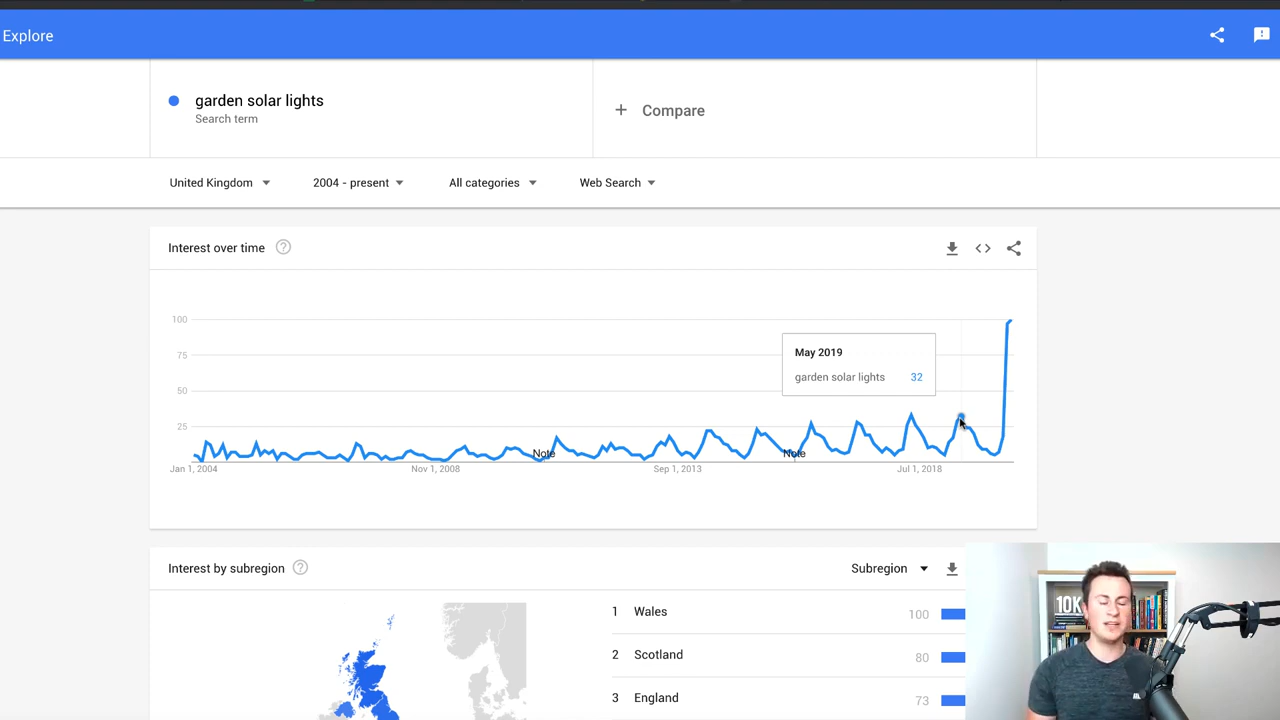 Explore
garden solar lights
Search term
+ Compare
United Kingdom
2004 - present
All categories
Web Search
Interest over time
100
75
50
25
May 2019
garden solar lights 32
Note
Note
Jan 1, 2004
Nov 1, 2008
Sep 1, 2013
Jul 1, 2018
Interest by subregion
Subregion
1 Wales 100
2 Scotland 80
3 England 73
10K